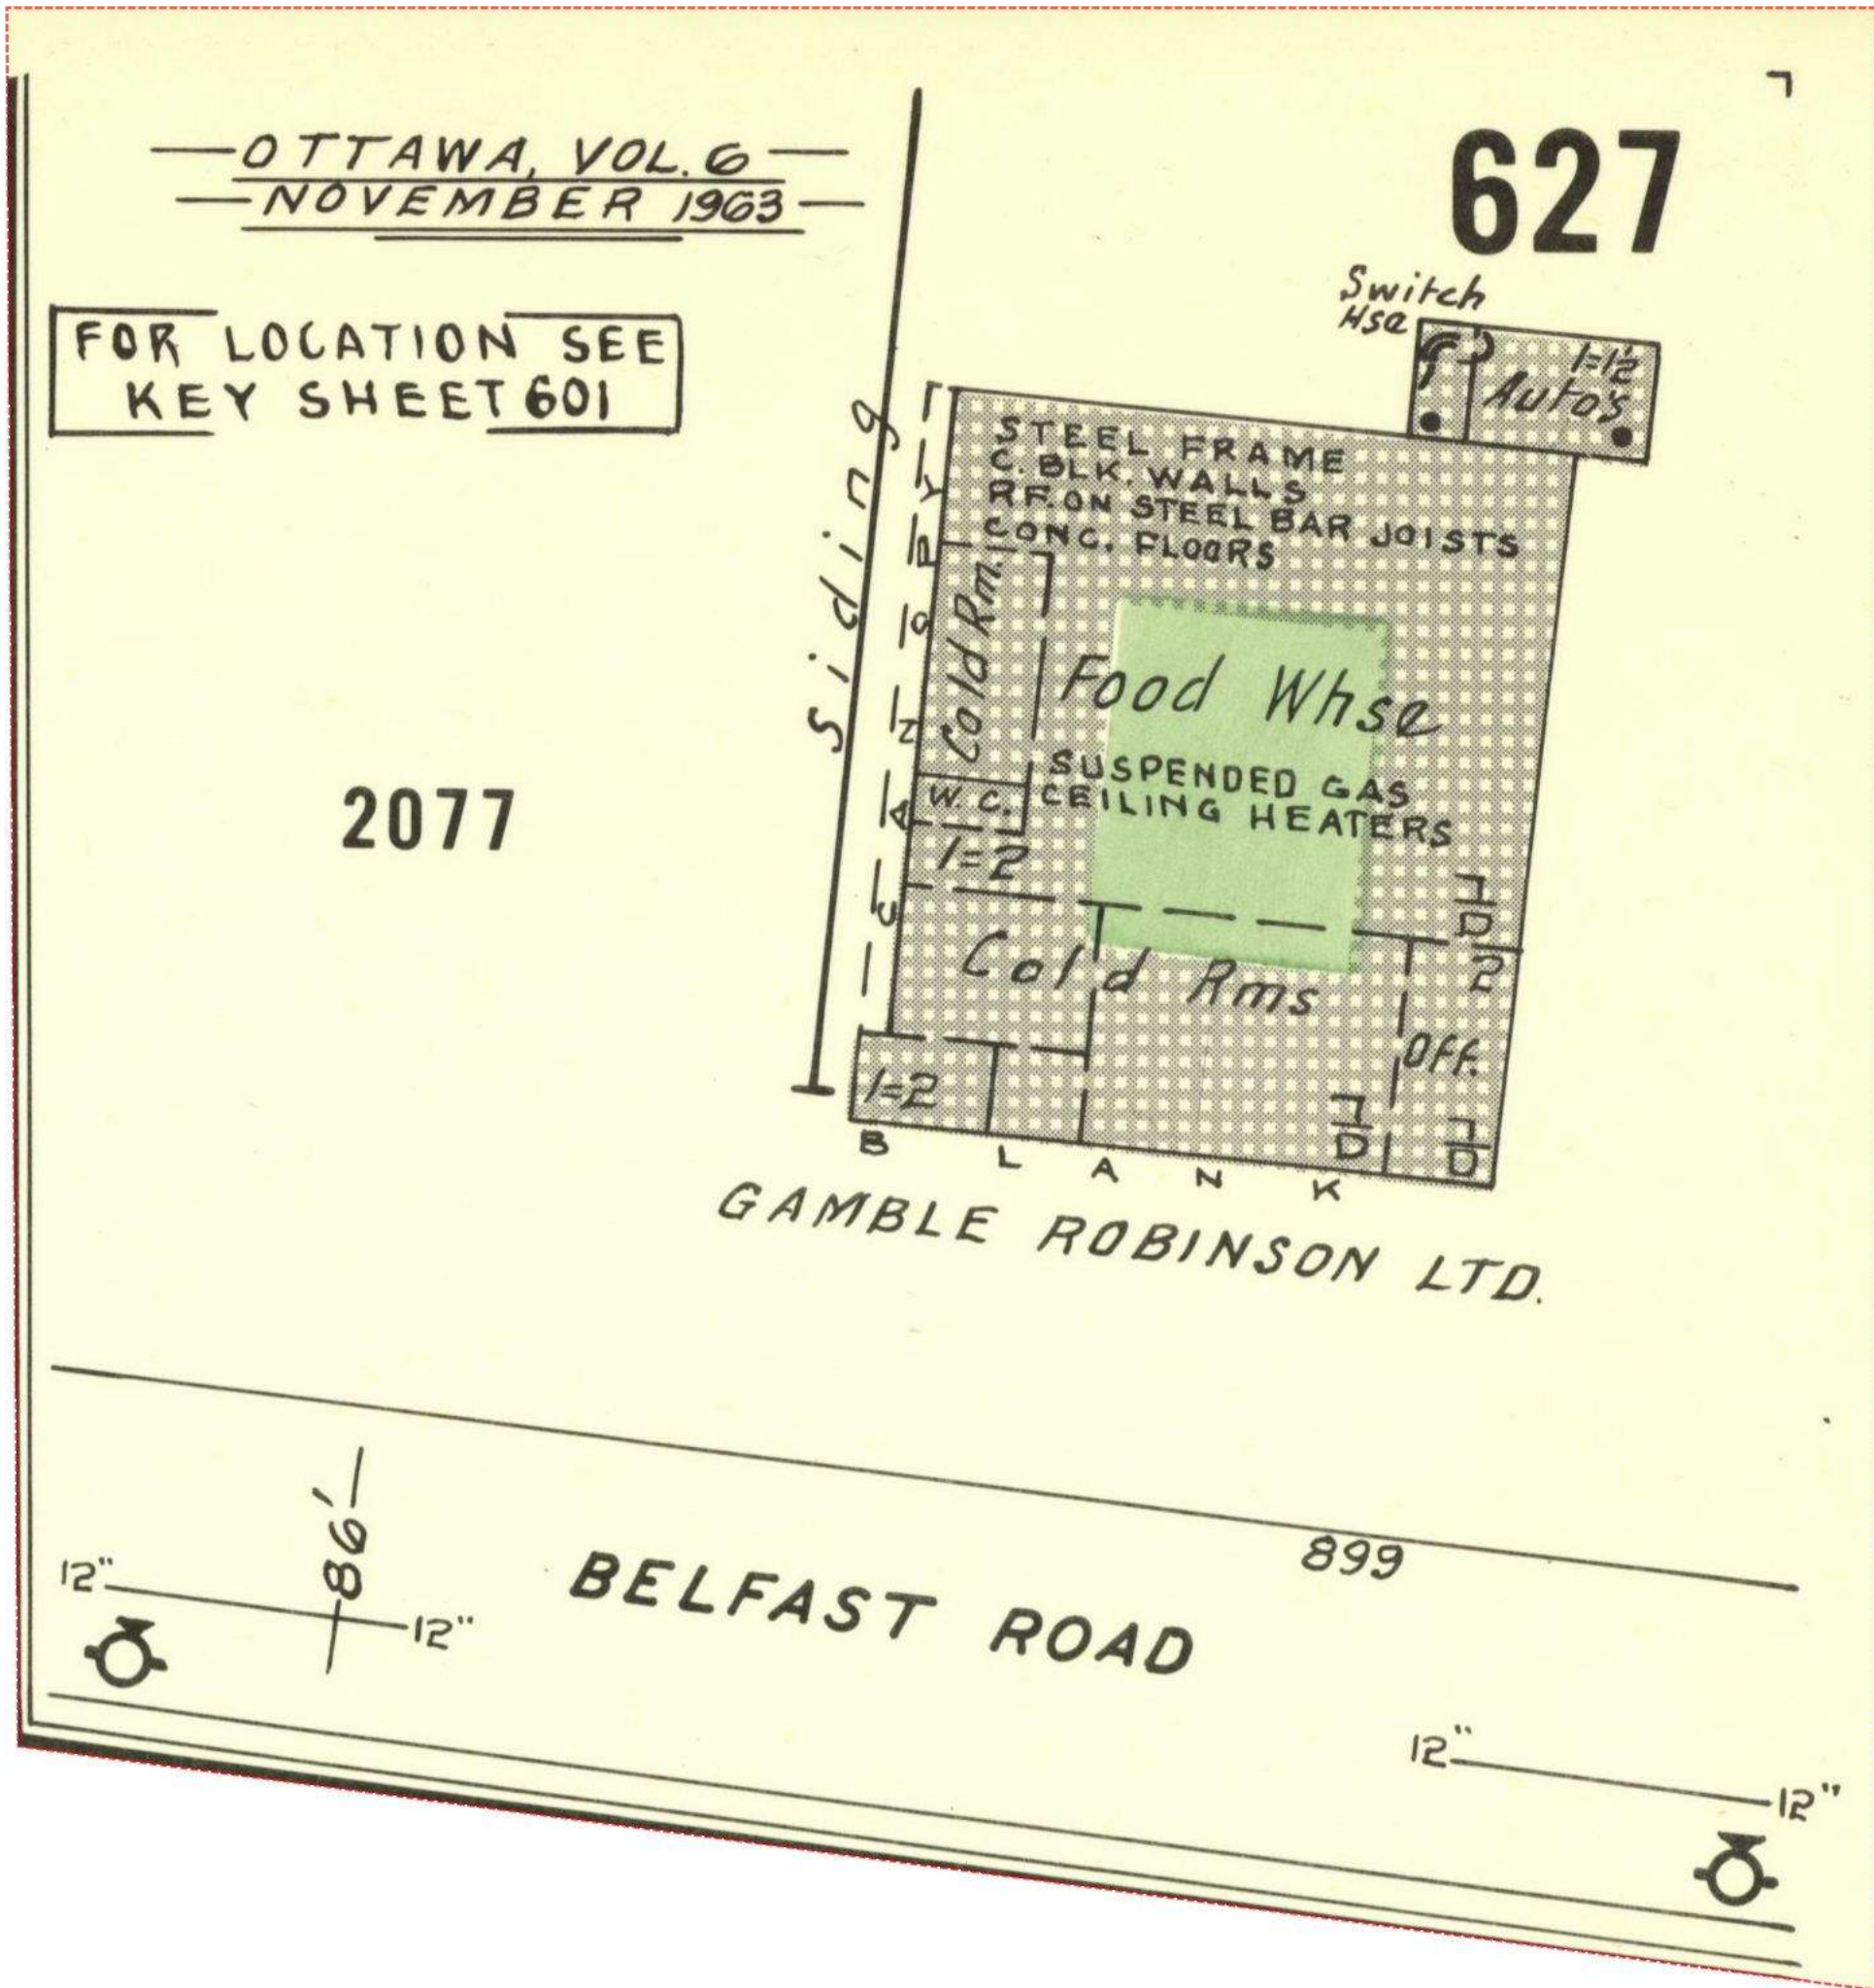 OTTAWA, VOL. 6
NOVEMBER 1963
627
FOR LOCATION SEE
KEY SHEET 601
Switch
Hse
1=1½
Auto's
siding
CANOPY
STEEL FRAME
C. BLK. WALLS
RF. ON STEEL BAR JOISTS
CONC. FLOORS
Cold Rm.
Food Whse
SUSPENDED GAS
CEILING HEATERS
W. C.
1=2
2077
D
2
Cold Rms
OFF.
1=2
D
D
BLANK
GAMBLE ROBINSON LTD.
899
86'
12"
12"
BELFAST ROAD
12"
12"